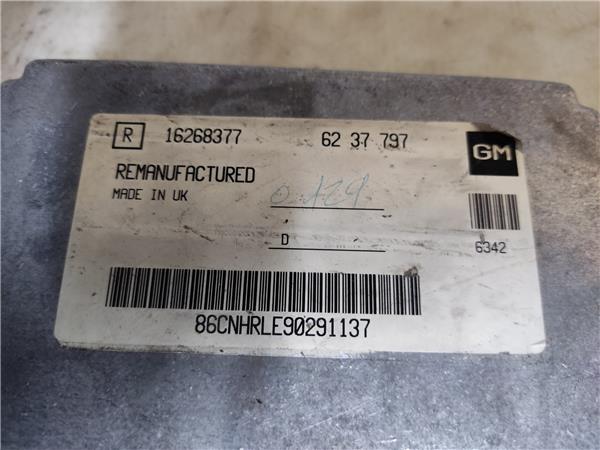 R 16268377 62 37 797
GM
REMANUFACTURED
MADE IN UK
D
6342
86CNHRLE90291137